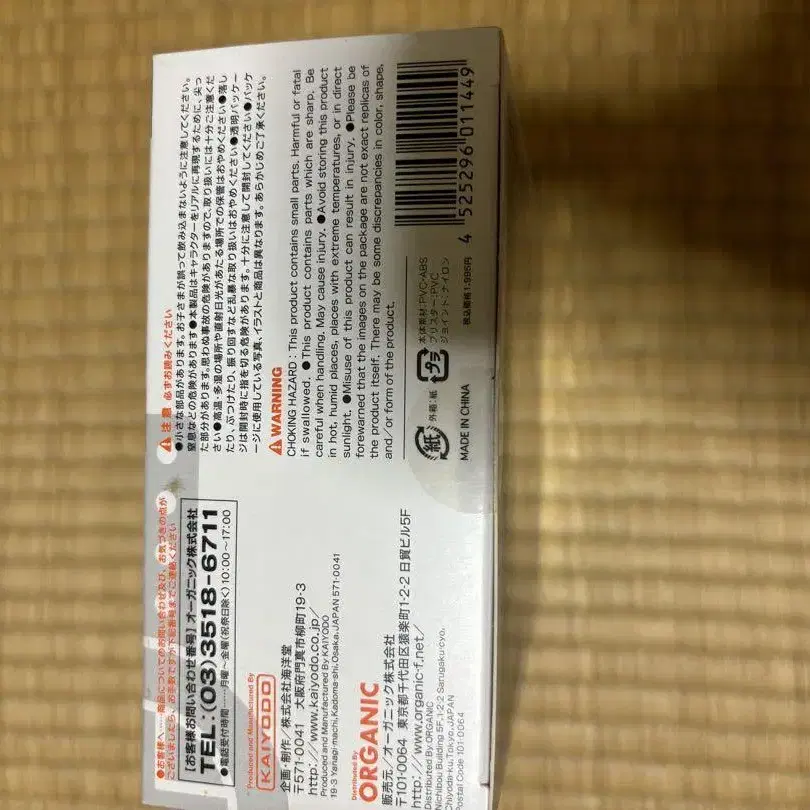 ●お客様へ……商品についてのお問い合わせ及び、お気づきの点が
ございましたら、お手数ですが下記番号までご連絡ください
[お客様お問い合わせ番号] オーガニック株式会社
TEL:(03)3518-6711
●電話受付時間……月曜〜金曜(祝祭日除く)10:00〜17:00
Produced and Manufactured By
KAIYODO
企画・制作／株式会社海洋堂
〒571-0041 大阪府門真市柳町19-3
http://www.kaiyodo.co.jp/
Produced and Manufactured By KAIYODO
19-3 Yanagimachi, Kadoma-shi, Osaka, JAPAN 571-0041
Distributed By
ORGANIC
販売元／オーガニック株式会社
〒101-0064 東京都千代田区猿楽町1-2-2 日貿ビル5F
http://www.organic-f.net/
Distributed By ORGANIC
Nichibou Building 5F, 1-2-2 Sarugaku-cyo,
Chiyoda-ku, Tokyo, JAPAN
Postal Code 101-0064
注意 必ずお読みください
●小さな部品があります。お子さまが誤って飲み込まないように注意してください。
窒息などの危険があります●本製品はキャラクターをリアルに再現するために、尖っ
た部分があります。思わぬ事故の危険がありますので、取り扱いには十分ご注意くだ
さい●高温・多湿の場所や直射日光があたる場所での保管はおやめください●落し
たり、ぶつけたり、振り回すなど乱暴な取り扱いはおやめください●透明パッケー
ジは開封時に指を切る危険があります。十分に注意して開封してください●パッケ
ージに使用している写真、イラストと商品は異なります。あらかじめご了承ください。
WARNING
CHOKING HAZARD : This product contains small parts. Harmful or fatal
if swallowed. ●This product contains parts which are sharp. Be
careful when handling. May cause injury. ●Avoid storing this product
in hot, humid places, places with extreme temperatures, or in direct
sunlight. ●Misuse of this product can result in injury. ●Please be
forewarned that the images on the package are not exact replicas of
the product itself. There may be some discrepancies in color, shape,
and/or form of the product.
紙
外箱:紙
プラ
本体素材:PVC・ABS
ブリスター:PVC
ジョイント:ナイロン
MADE IN CHINA
税込価格1,995円
4 525296 011449